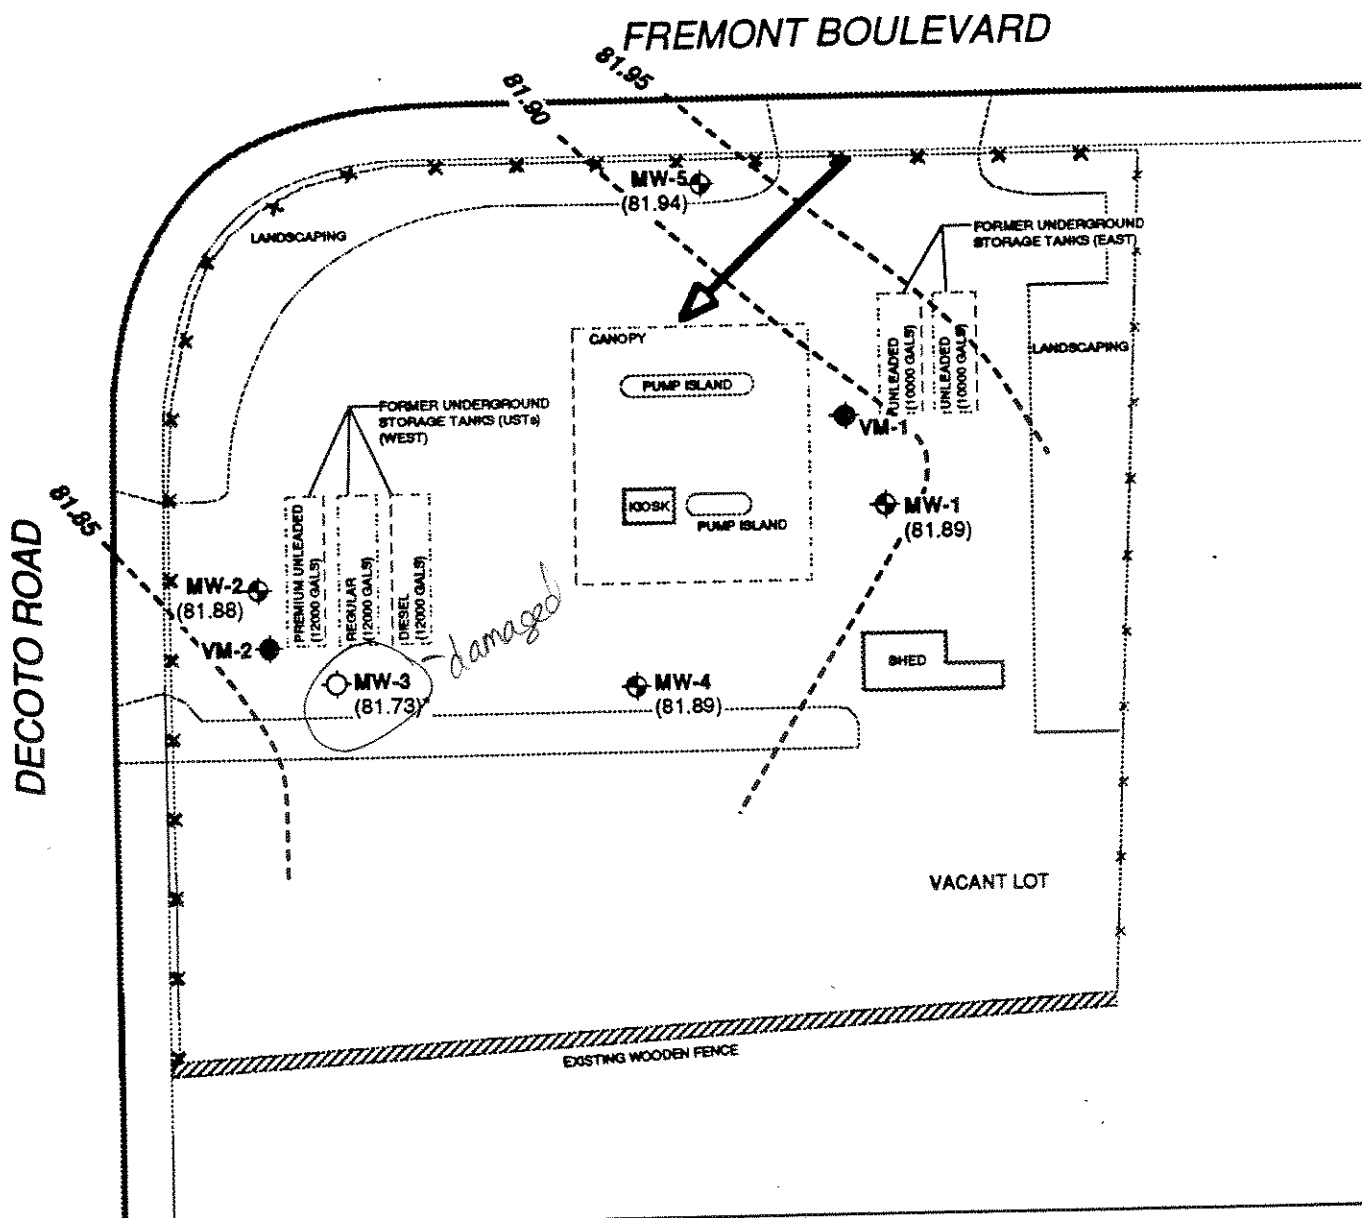 FREMONT BOULEVARD
81.95
81.90
MW-5
(81.94)
LANDSCAPING
FORMER UNDERGROUND
STORAGE TANKS (EAST)
CANOPY
UNLEADED
(10000 GALS)
UNLEADED
(10000 GALS)
LANDSCAPING
PUMP ISLAND
FORMER UNDERGROUND
STORAGE TANKS (USTs)
(WEST)
VM-1
81.85
PREMIUM UNLEADED
(12000 GALS)
REGULAR
(12000 GALS)
DIESEL
(12000 GALS)
KIOSK
PUMP ISLAND
MW-1
(81.89)
DECOTO ROAD
MW-2
(81.88)
VM-2
damaged
SHED
MW-3
(81.73)*
MW-4
(81.89)
VACANT LOT
EXISTING WOODEN FENCE